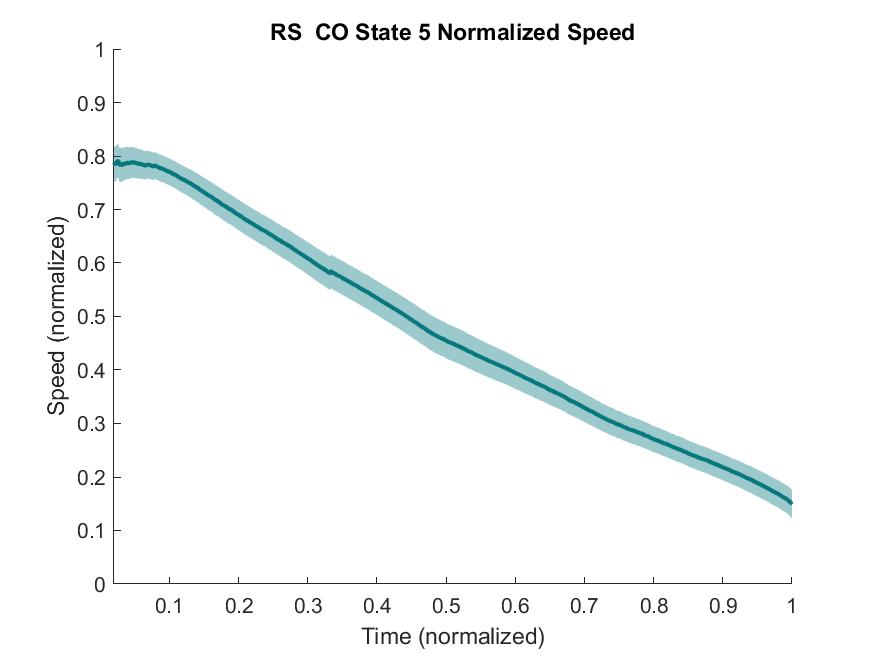 RS  CO State 5 Normalized Speed
1
0.9
0.8
0.7
0.6
0.5
0.4
0.3
0.2
0.1
0
Speed (normalized)
0.1 0.2 0.3 0.4 0.5 0.6 0.7 0.8 0.9 1
Time (normalized)